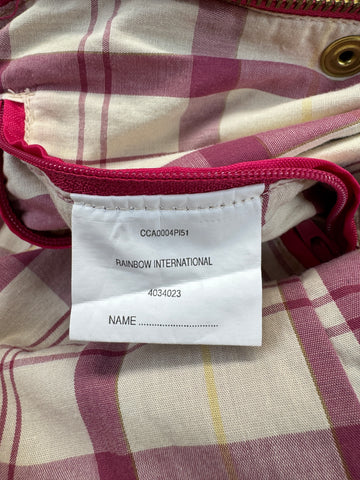 CCA0004PI51
RAINBOW INTERNATIONAL
4034023
NAME ........................